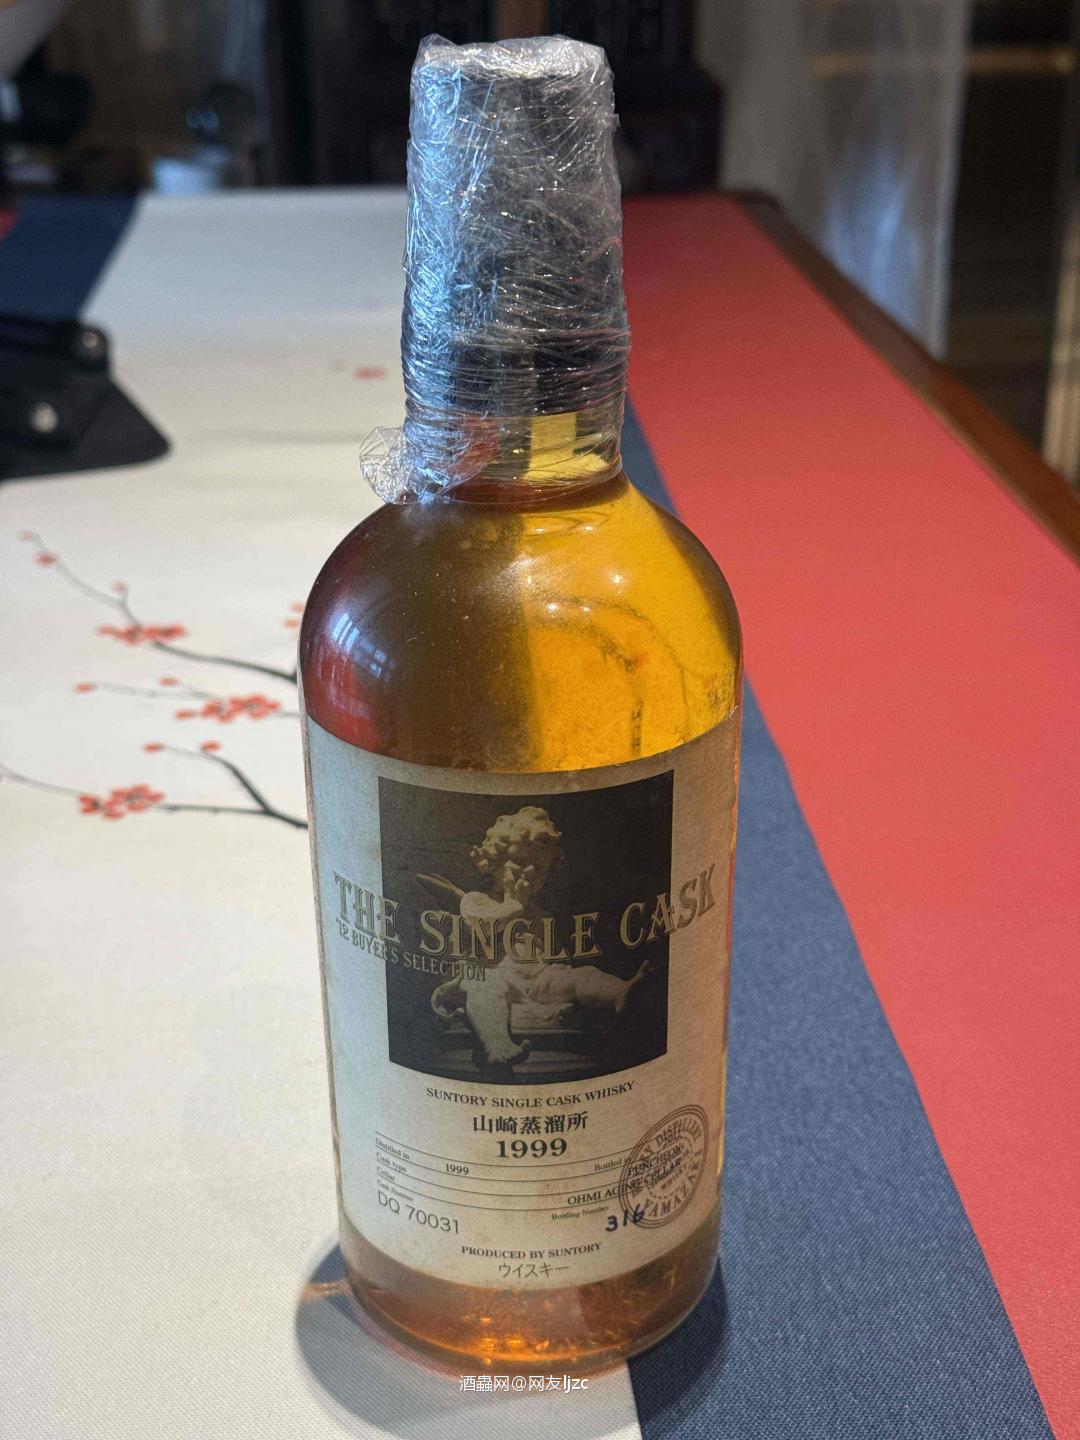 THE SINGLE CASK
'12 BUYER'S SELECTION
SUNTORY SINGLE CASK WHISKY
山崎蒸溜所
1999
Distilled in 1999 Bottled in
Cask type PUNCHEON
Cellar OHMI AGING CELLAR
Cask Number DQ 70031 Bottling Number 316
YAMAZAKI
PRODUCED BY SUNTORY
ウイスキー
酒蟲网@网友ljzc